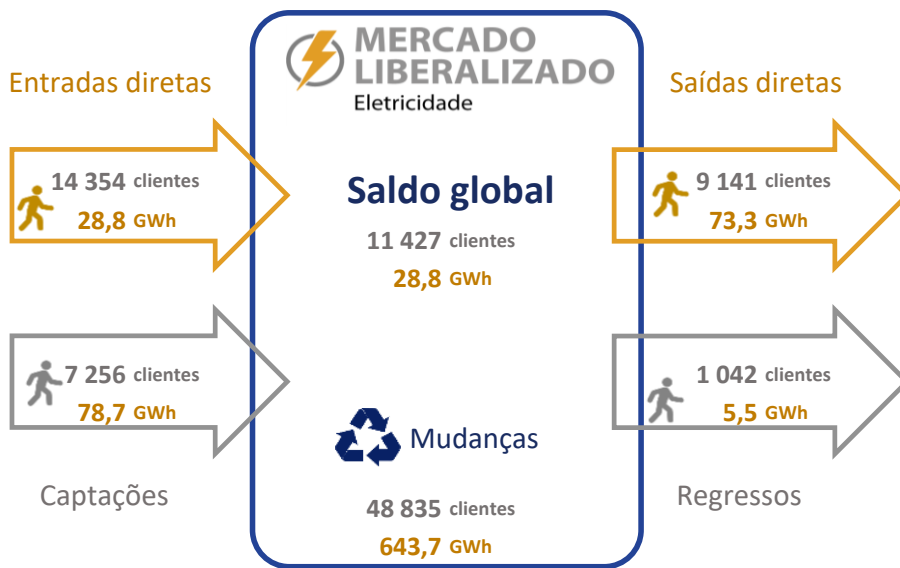 MERCADO
LIBERALIZADO
Eletricidade
Entradas diretas
14 354 clientes
28,8 GWh
Saldo global
11 427 clientes
28,8 GWh
Saídas diretas
9 141 clientes
73,3 GWh
7 256 clientes
78,7 GWh
Captações
Mudanças
48 835 clientes
643,7 GWh
1 042 clientes
5,5 GWh
Regressos